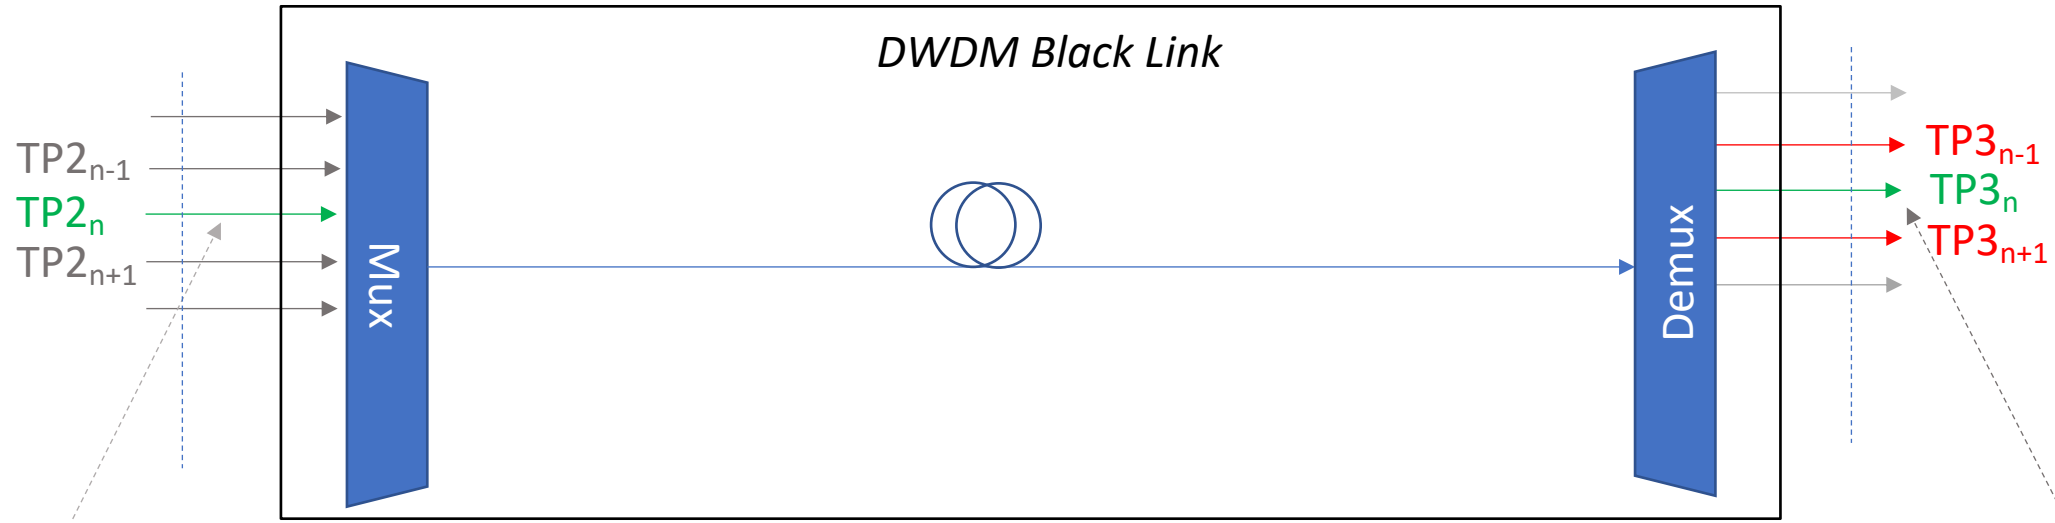 DWDM Black Link
TP2n-1
TP2n
TP2n+1
Mux
Demux
TP3n-1
TP3n
TP3n+1